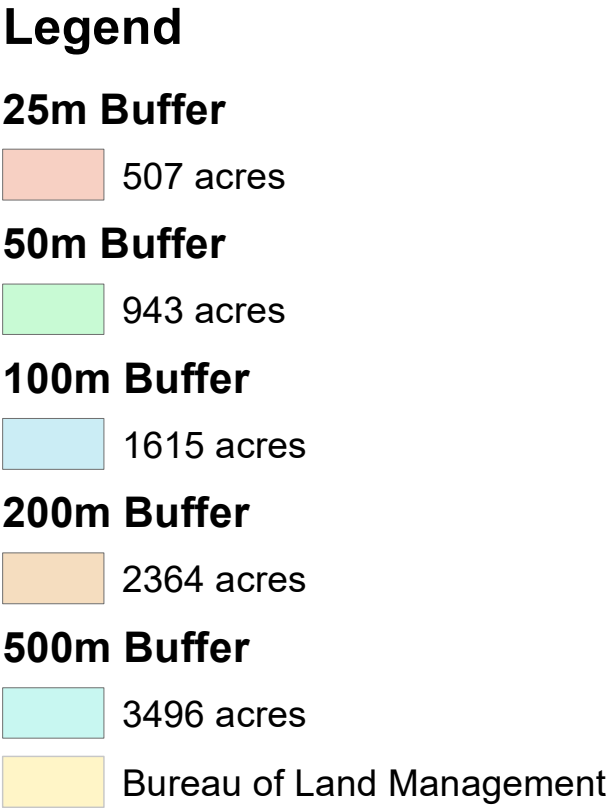 Legend
25m Buffer
507 acres
50m Buffer
943 acres
100m Buffer
1615 acres
200m Buffer
2364 acres
500m Buffer
3496 acres
Bureau of Land Management